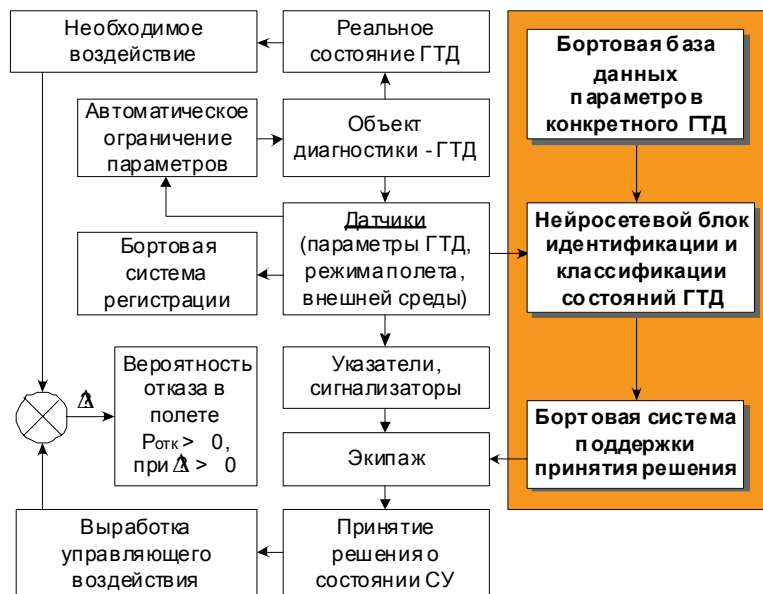 Необходимое
воздействие
Реальное
состояние ГТД
Бортовая база
данных
параметров
конкретного ГТД
Автоматическое
ограничение
параметров
Объект
диагностики - ГТД
Датчики
(параметры ГТД,
режима полета,
внешней среды)
Нейросетевой блок
идентификации и
классификации
состояний ГТД
Бортовая
система
регистрации
Вероятность
отказа в
полете
Pотк > 0,
при > 0
Указатели,
сигнализаторы
Бортовая система
поддержки
принятия решения
Экипаж
Выработка
управляющего
воздействия
Принятие
решения о
состоянии СУ